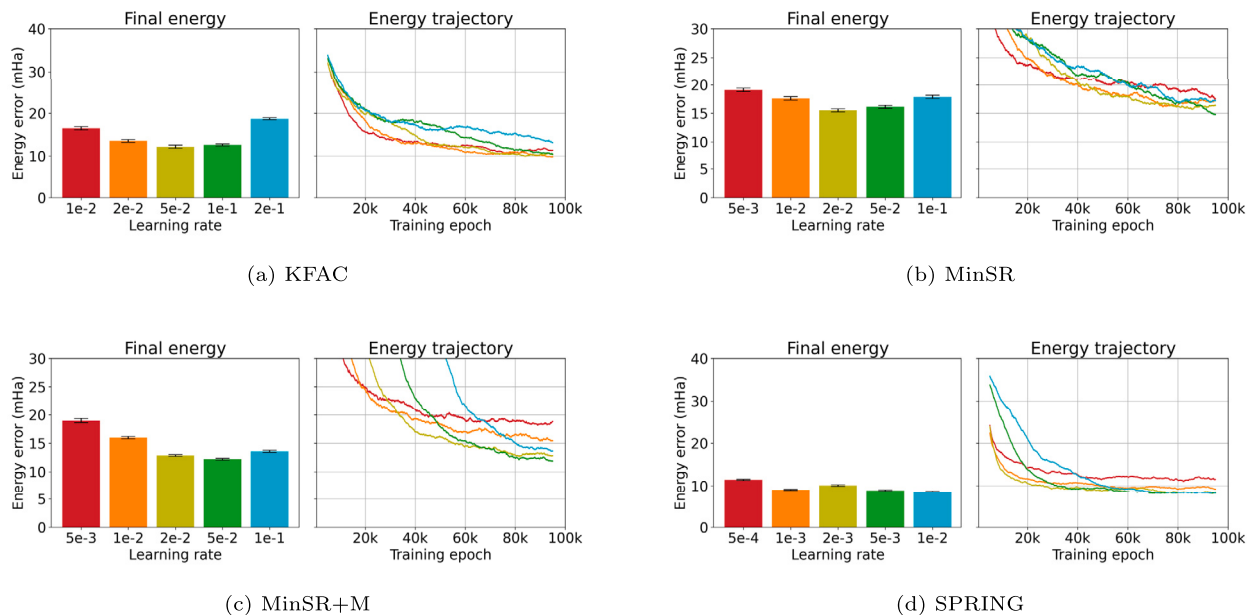 Final energy
Energy trajectory
Energy error (mHa)
40
30
20
10
0
1e-2 2e-2 5e-2 1e-1 2e-1
Learning rate
20k 40k 60k 80k 100k
Training epoch
(a) KFAC
Final energy
Energy trajectory
Energy error (mHa)
30
25
20
15
10
5
0
5e-3 1e-2 2e-2 5e-2 1e-1
Learning rate
20k 40k 60k 80k 100k
Training epoch
(b) MinSR
Final energy
Energy trajectory
Energy error (mHa)
30
25
20
15
10
5
0
5e-3 1e-2 2e-2 5e-2 1e-1
Learning rate
20k 40k 60k 80k 100k
Training epoch
(c) MinSR+M
Final energy
Energy trajectory
Energy error (mHa)
40
30
20
10
0
5e-4 1e-3 2e-3 5e-3 1e-2
Learning rate
20k 40k 60k 80k 100k
Training epoch
(d) SPRING